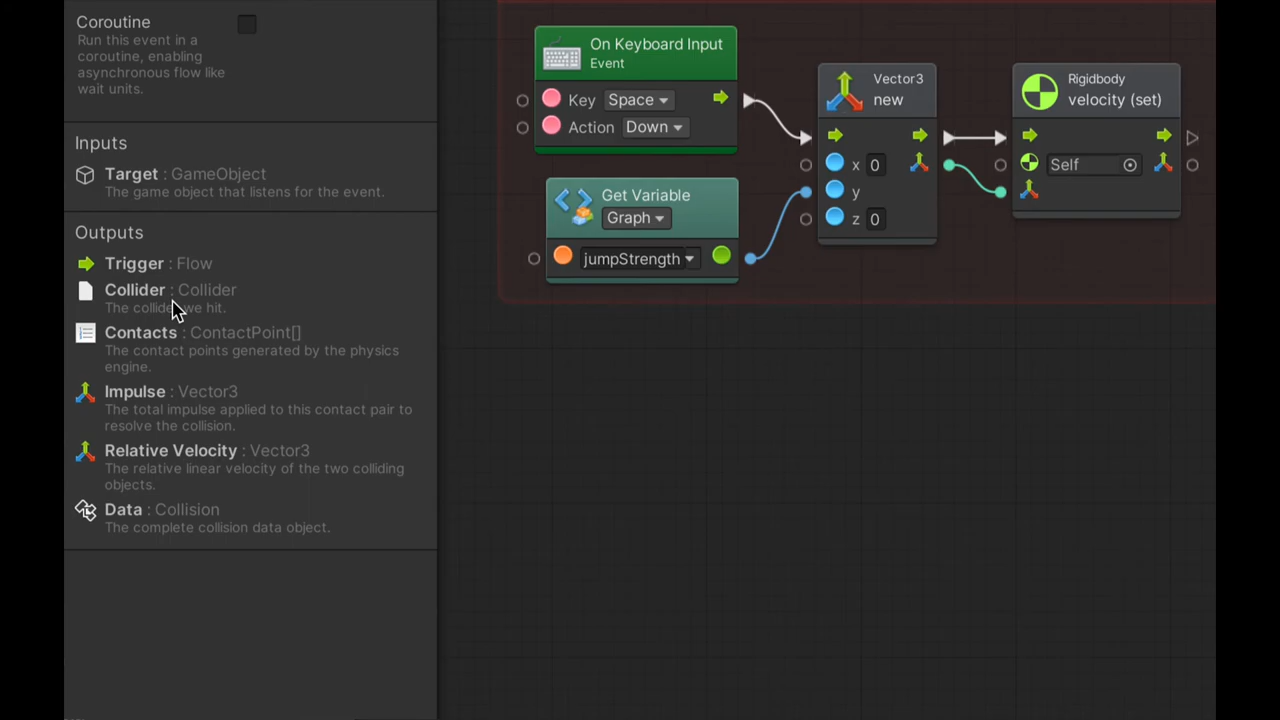 Coroutine
Run this event in a
coroutine, enabling
asynchronous flow like
wait units.
Inputs
Target : GameObject
The game object that listens for the event.
Outputs
Trigger : Flow
Collider : Collider
The collider we hit.
Contacts : ContactPoint[]
The contact points generated by the physics
engine.
Impulse : Vector3
The total impulse applied to this contact pair to
resolve the collision.
Relative Velocity : Vector3
The relative linear velocity of the two colliding
objects.
Data : Collision
The complete collision data object.
On Keyboard Input
Event
Key Space
Action Down
Get Variable
Graph
jumpStrength
Vector3
new
x 0
y
z 0
Rigidbody
velocity (set)
Self